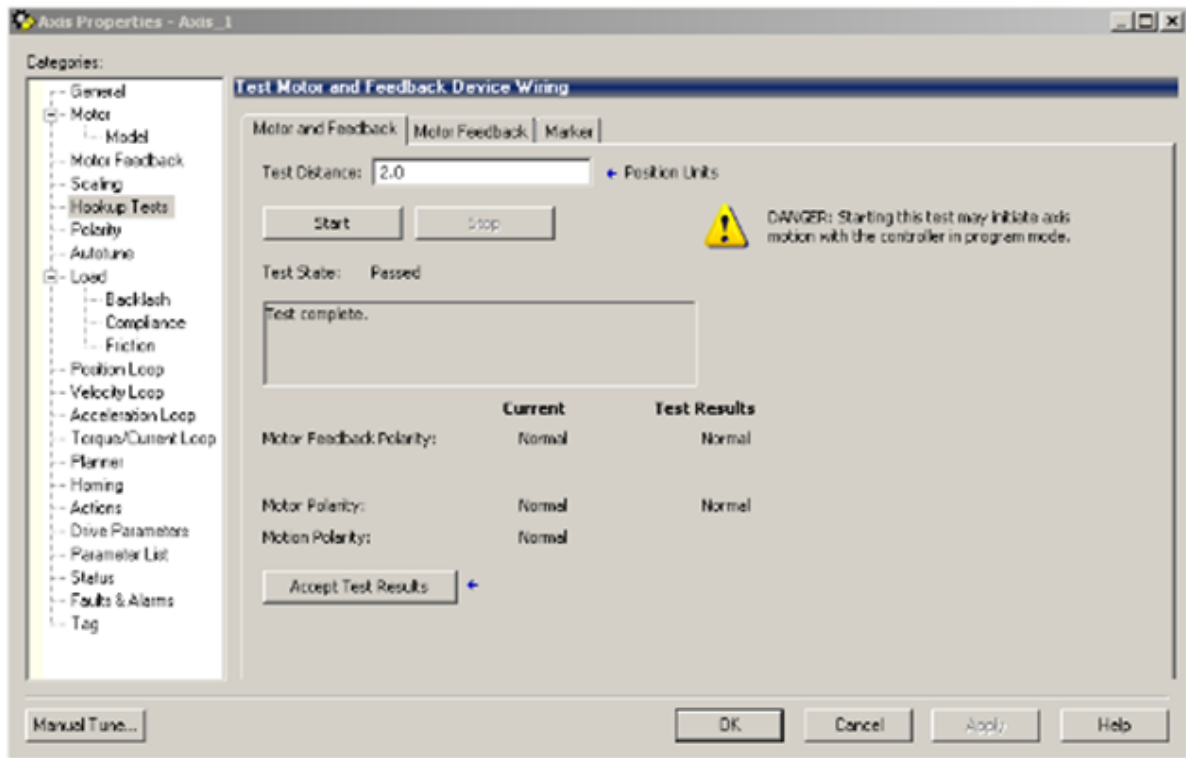 Axis Properties - Axis_1
Categories:
General
Motor
Model
Motor Feedback
Scaling
Hookup Tests
Polarity
Autotune
Load
Backlash
Compliance
Friction
Position Loop
Velocity Loop
Acceleration Loop
Torque/Current Loop
Planner
Homing
Actions
Drive Parameters
Parameter List
Status
Faults & Alarms
Tag
Test Motor and Feedback Device Wiring
Motor and Feedback Motor Feedback Marker
Test Distance: 2.0 Position Units
Start Stop
DANGER: Starting this test may initiate axis
motion with the controller in program mode.
Test State: Passed
Test complete.
Current Test Results
Motor Feedback Polarity: Normal Normal
Motor Polarity: Normal Normal
Motion Polarity: Normal
Accept Test Results
Manual Tune... OK Cancel Apply Help